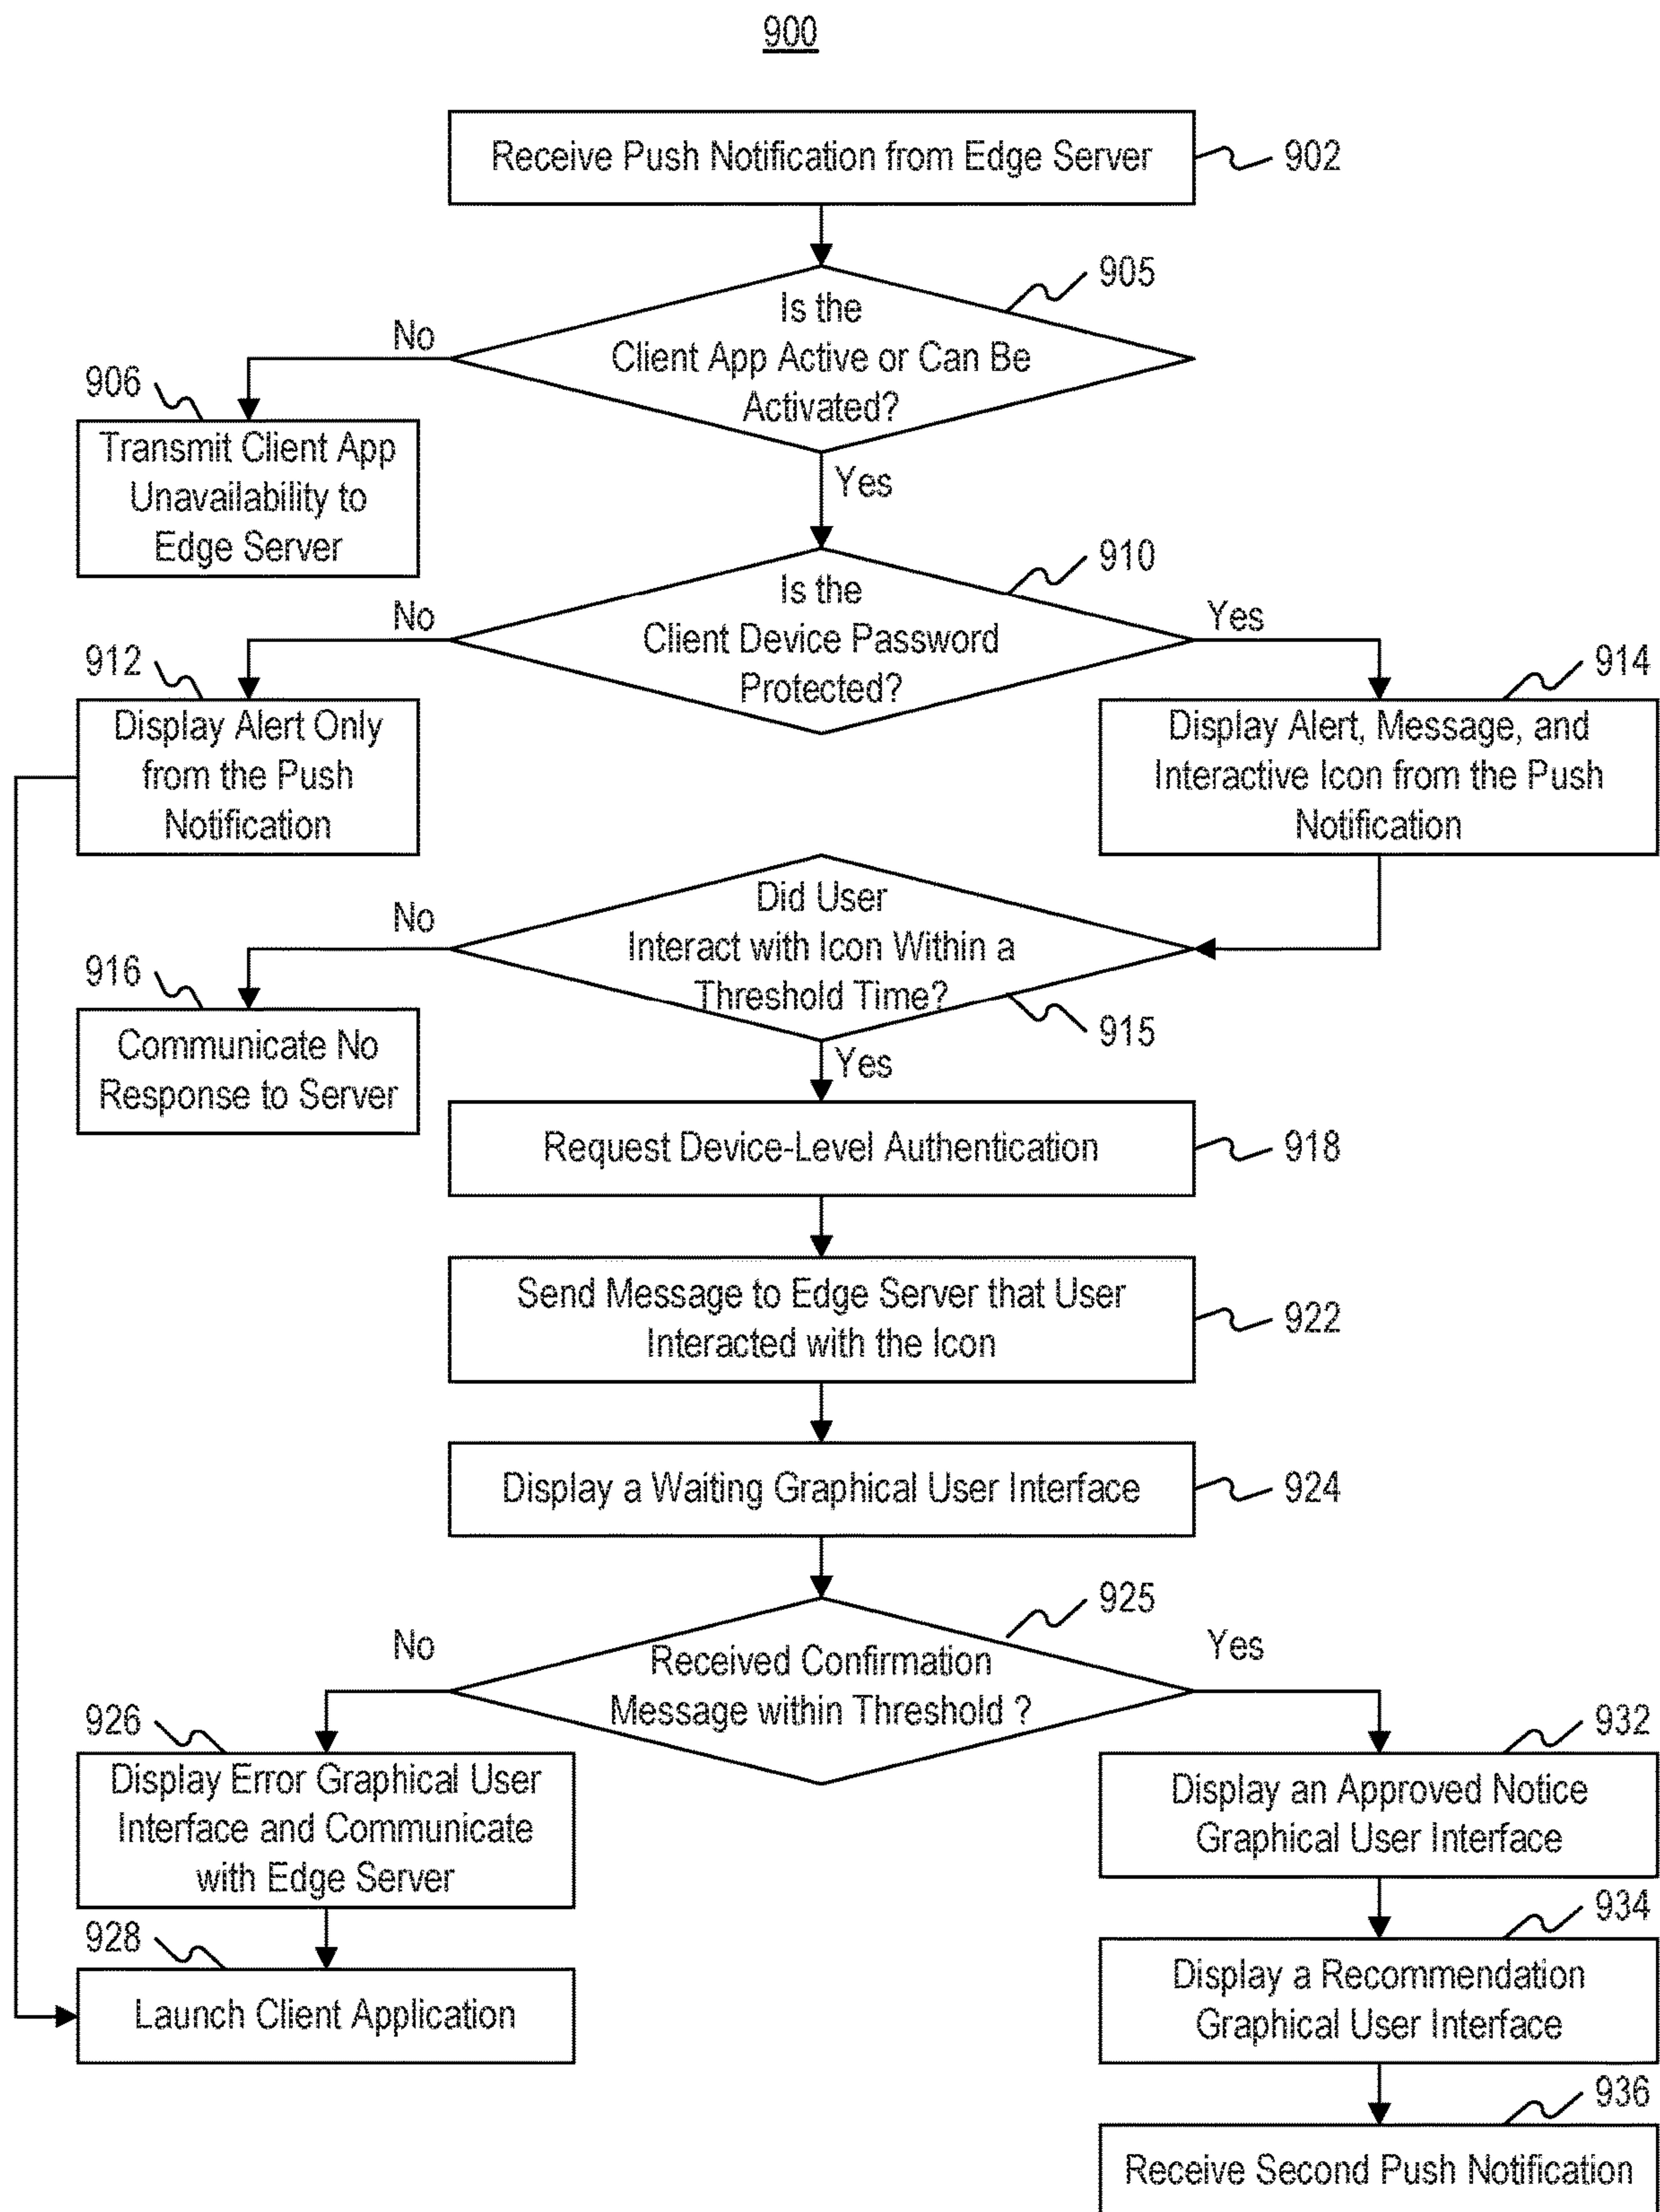 900
Receive Push Notification from Edge Server
902
905
Is the
Client App Active or Can Be
Activated?
No
Yes
906
Transmit Client App
Unavailability to
Edge Server
910
Is the
Client Device Password
Protected?
No
Yes
912
Display Alert Only
from the Push
Notification
914
Display Alert, Message, and
Interactive Icon from the Push
Notification
Did User
Interact with Icon Within a
Threshold Time?
915
No
Yes
916
Communicate No
Response to Server
Request Device-Level Authentication
918
Send Message to Edge Server that User
Interacted with the Icon
922
Display a Waiting Graphical User Interface
924
925
Received Confirmation
Message within Threshold ?
No
Yes
926
Display Error Graphical User
Interface and Communicate
with Edge Server
928
Launch Client Application
932
Display an Approved Notice
Graphical User Interface
934
Display a Recommendation
Graphical User Interface
936
Receive Second Push Notification